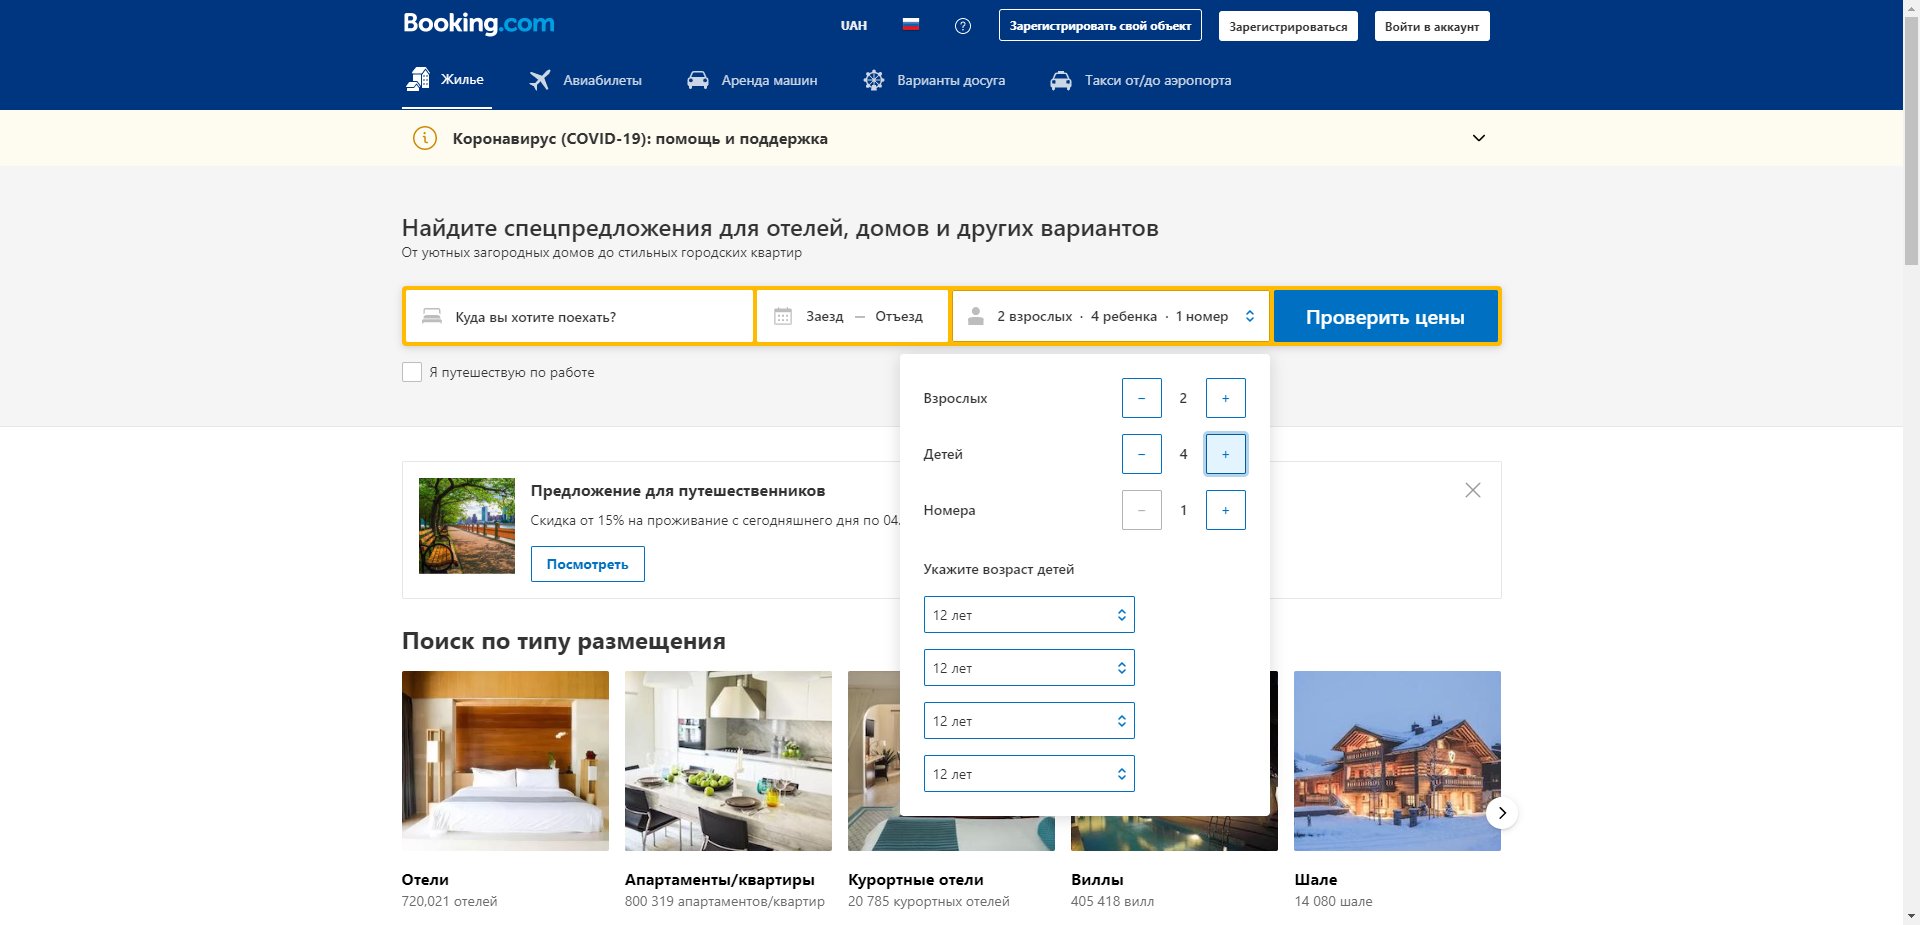 Booking.com
UAH
Зарегистрировать свой объект
Зарегистрироваться
Войти в аккаунт
Жилье
Авиабилеты
Аренда машин
Варианты досуга
Такси от/до аэропорта
Коронавирус (COVID-19): помощь и поддержка
Найдите спецпредложения для отелей, домов и других вариантов
От уютных загородных домов до стильных городских квартир
Куда вы хотите поехать?
Заезд — Отъезд
2 взрослых · 4 ребенка · 1 номер
Проверить цены
Я путешествую по работе
Взрослых
− 2 +
Детей
− 4 +
Номера
− 1 +
Укажите возраст детей
12 лет
12 лет
12 лет
12 лет
Предложение для путешественников
Скидка от 15% на проживание с сегодняшнего дня по 04.
Посмотреть
Поиск по типу размещения
Отели
720,021 отелей
Апартаменты/квартиры
800 319 апартаментов/квартир
Курортные отели
20 785 курортных отелей
Виллы
405 418 вилл
Шале
14 080 шале